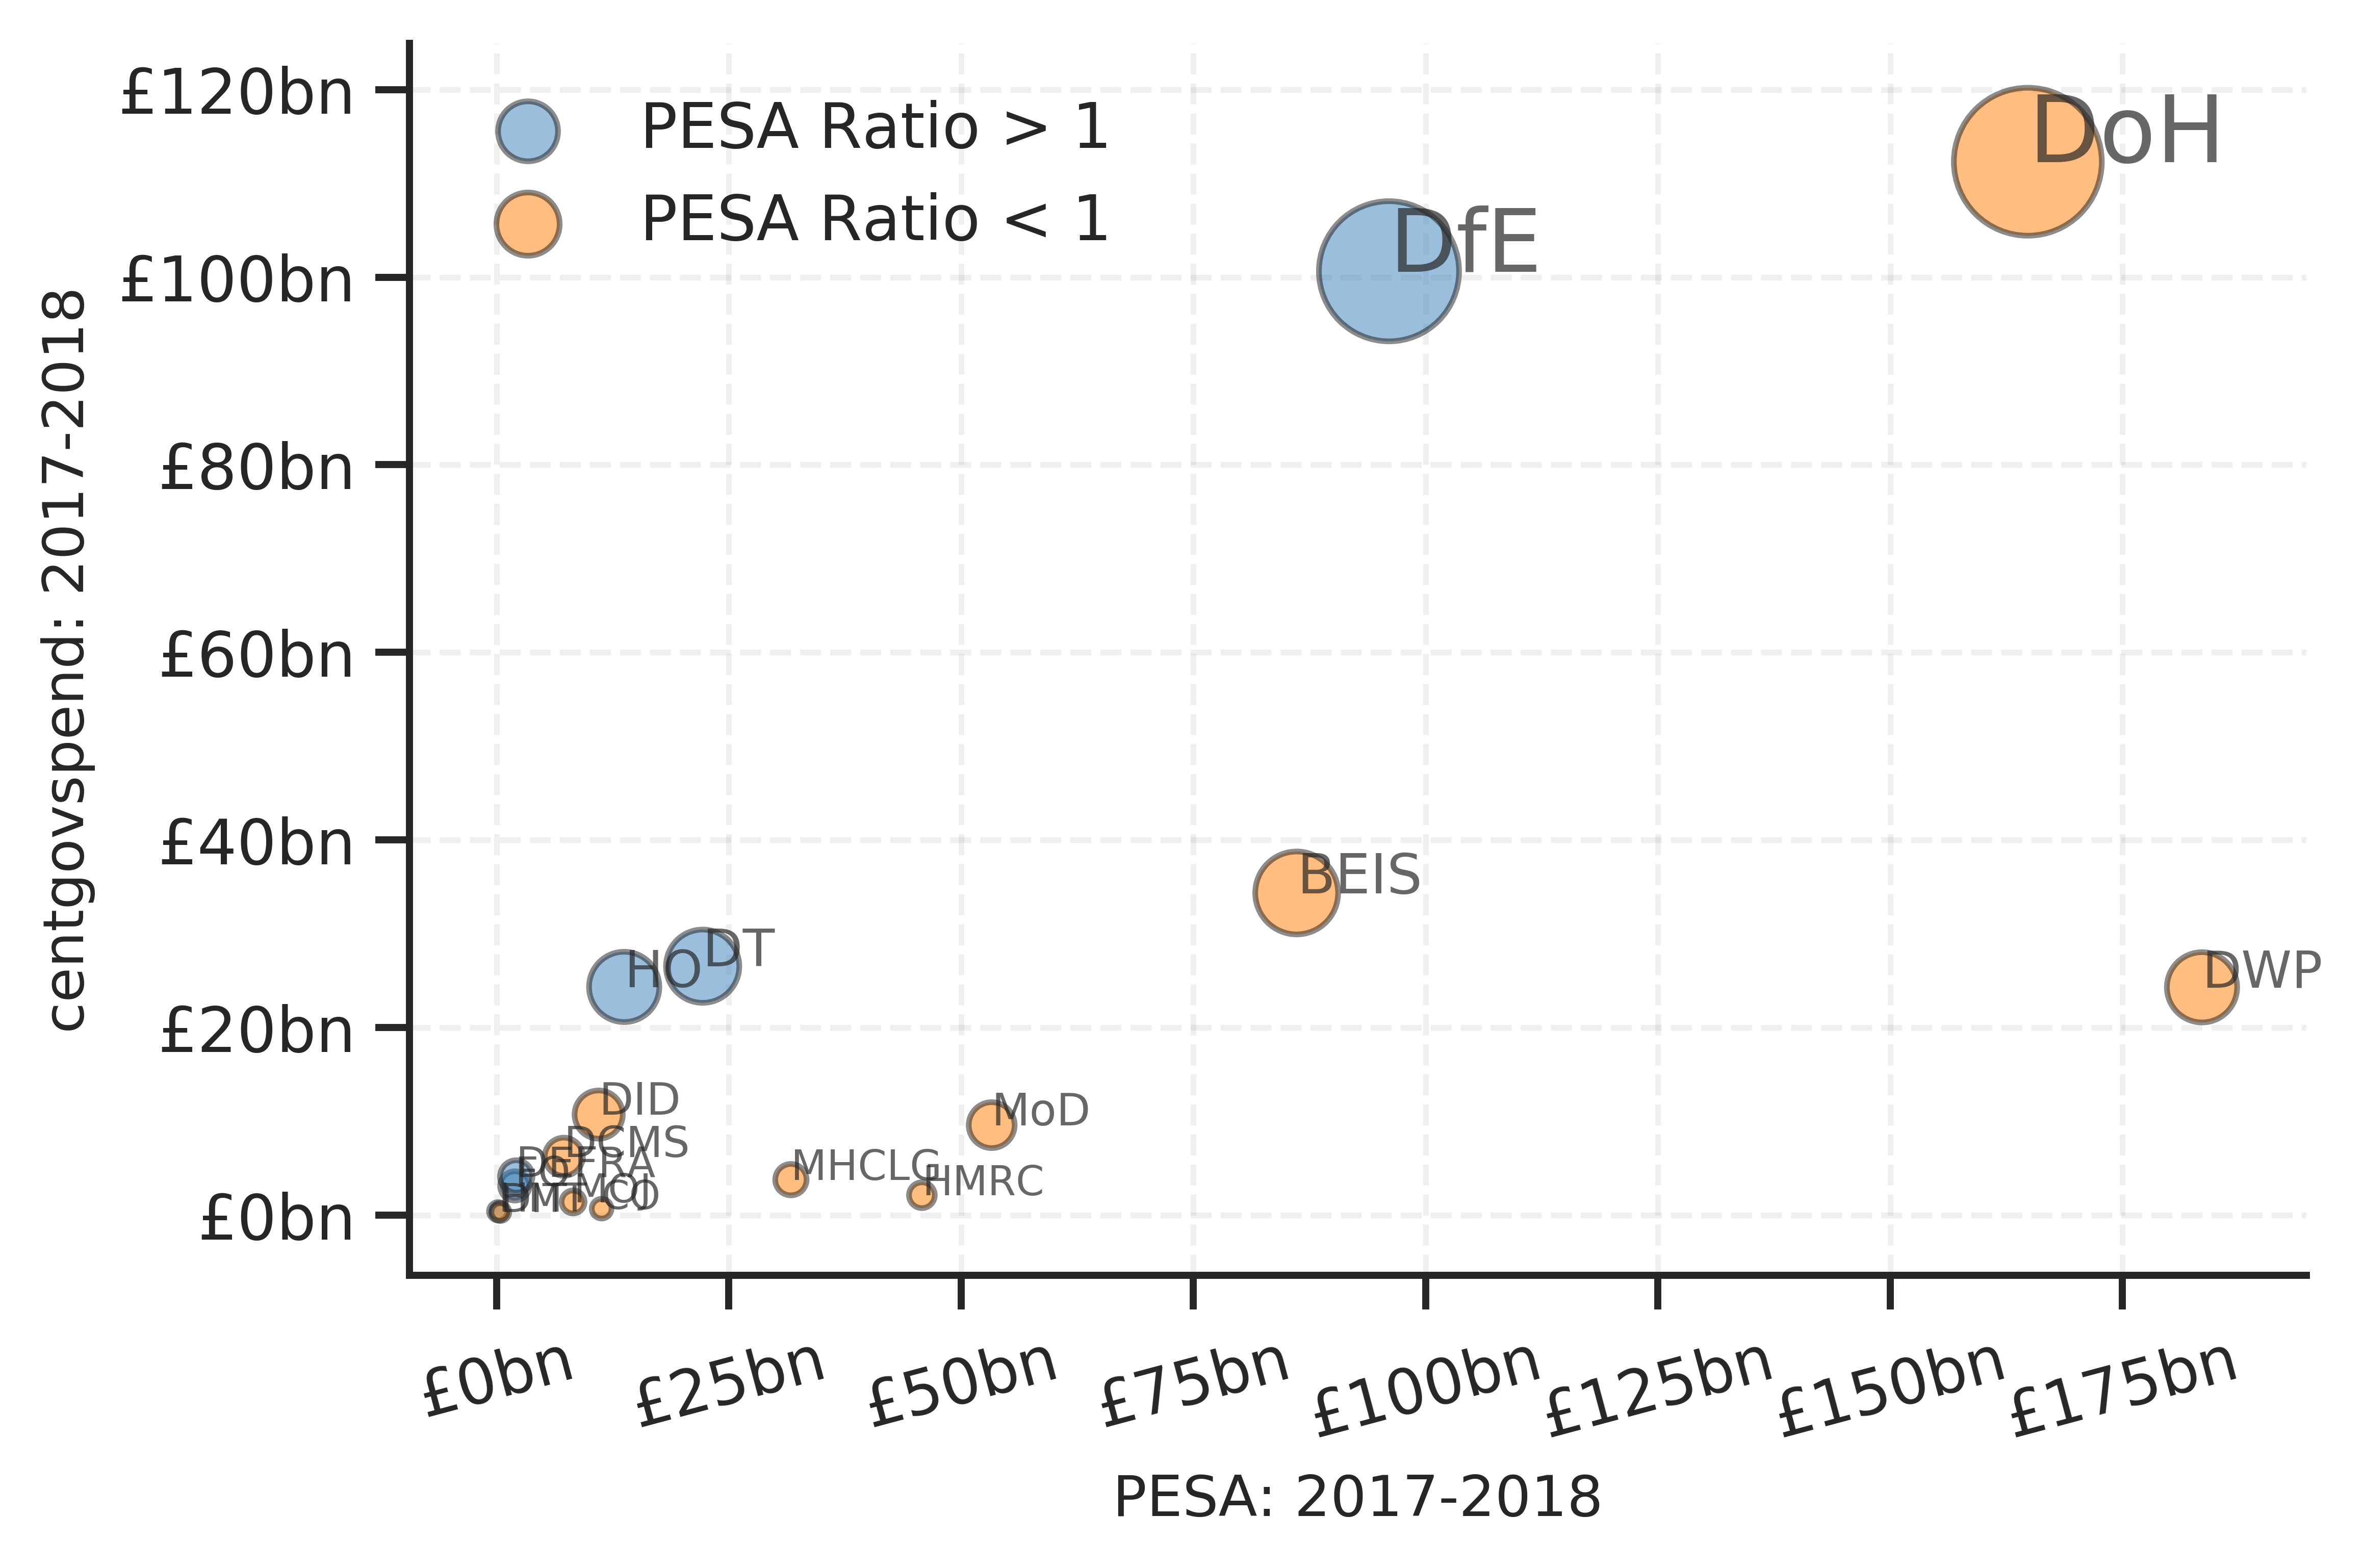 £120bn
£100bn
£80bn
£60bn
£40bn
£20bn
£0bn
centgovspend: 2017-2018
PESA Ratio > 1
PESA Ratio < 1
DoH
DfE
BEIS
DT
HO
DWP
DID
MoD
DCMS
MHCLG
DEFRA
HMRC
MOJ
£0bn
£25bn
£50bn
£75bn
£100bn
£125bn
£150bn
£175bn
PESA: 2017-2018